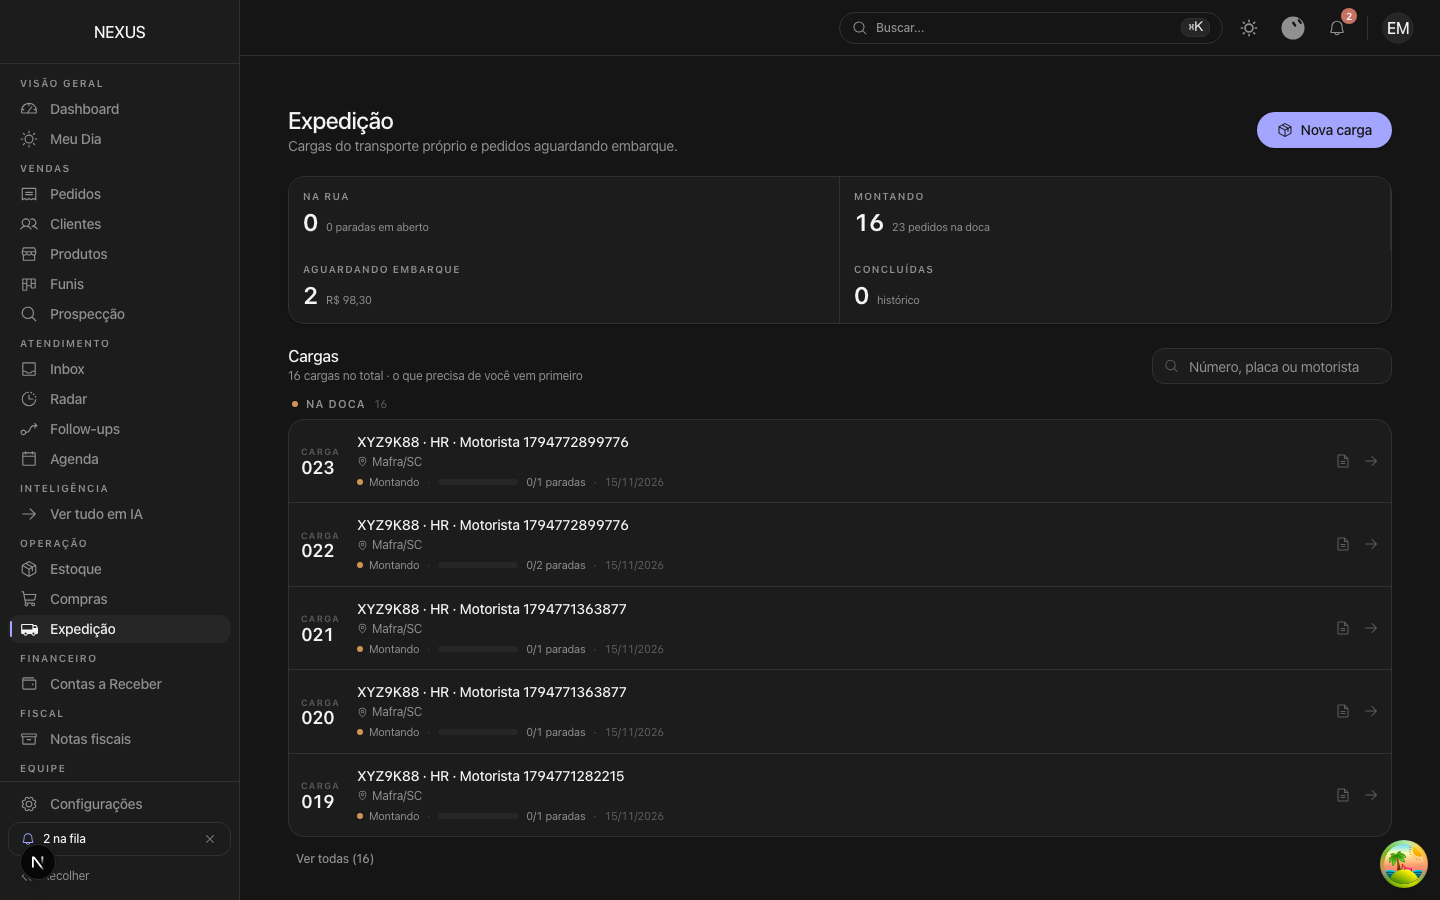 NEXUS
Buscar...
⌘K
2
EM
VISÃO GERAL
Dashboard
Meu Dia
VENDAS
Pedidos
Clientes
Produtos
Funis
Prospecção
ATENDIMENTO
Inbox
Radar
Follow-ups
Agenda
INTELIGÊNCIA
Ver tudo em IA
OPERAÇÃO
Estoque
Compras
Expedição
FINANCEIRO
Contas a Receber
FISCAL
Notas fiscais
EQUIPE
Configurações
2 na fila
N
Expedição
Cargas do transporte próprio e pedidos aguardando embarque.
Nova carga
NA RUA
0 0 paradas em aberto
MONTANDO
16 23 pedidos na doca
AGUARDANDO EMBARQUE
2 R$ 98,30
CONCLUÍDAS
0 histórico
Cargas
16 cargas no total · o que precisa de você vem primeiro
Número, placa ou motorista
NA DOCA 16
CARGA
023
XYZ9K88 · HR · Motorista 1794772899776
Mafra/SC
Montando · 0/1 paradas · 15/11/2026
CARGA
022
XYZ9K88 · HR · Motorista 1794772899776
Mafra/SC
Montando · 0/2 paradas · 15/11/2026
CARGA
021
XYZ9K88 · HR · Motorista 1794771363877
Mafra/SC
Montando · 0/1 paradas · 15/11/2026
CARGA
020
XYZ9K88 · HR · Motorista 1794771363877
Mafra/SC
Montando · 0/1 paradas · 15/11/2026
CARGA
019
XYZ9K88 · HR · Motorista 1794771282215
Mafra/SC
Montando · 0/1 paradas · 15/11/2026
Ver todas (16)